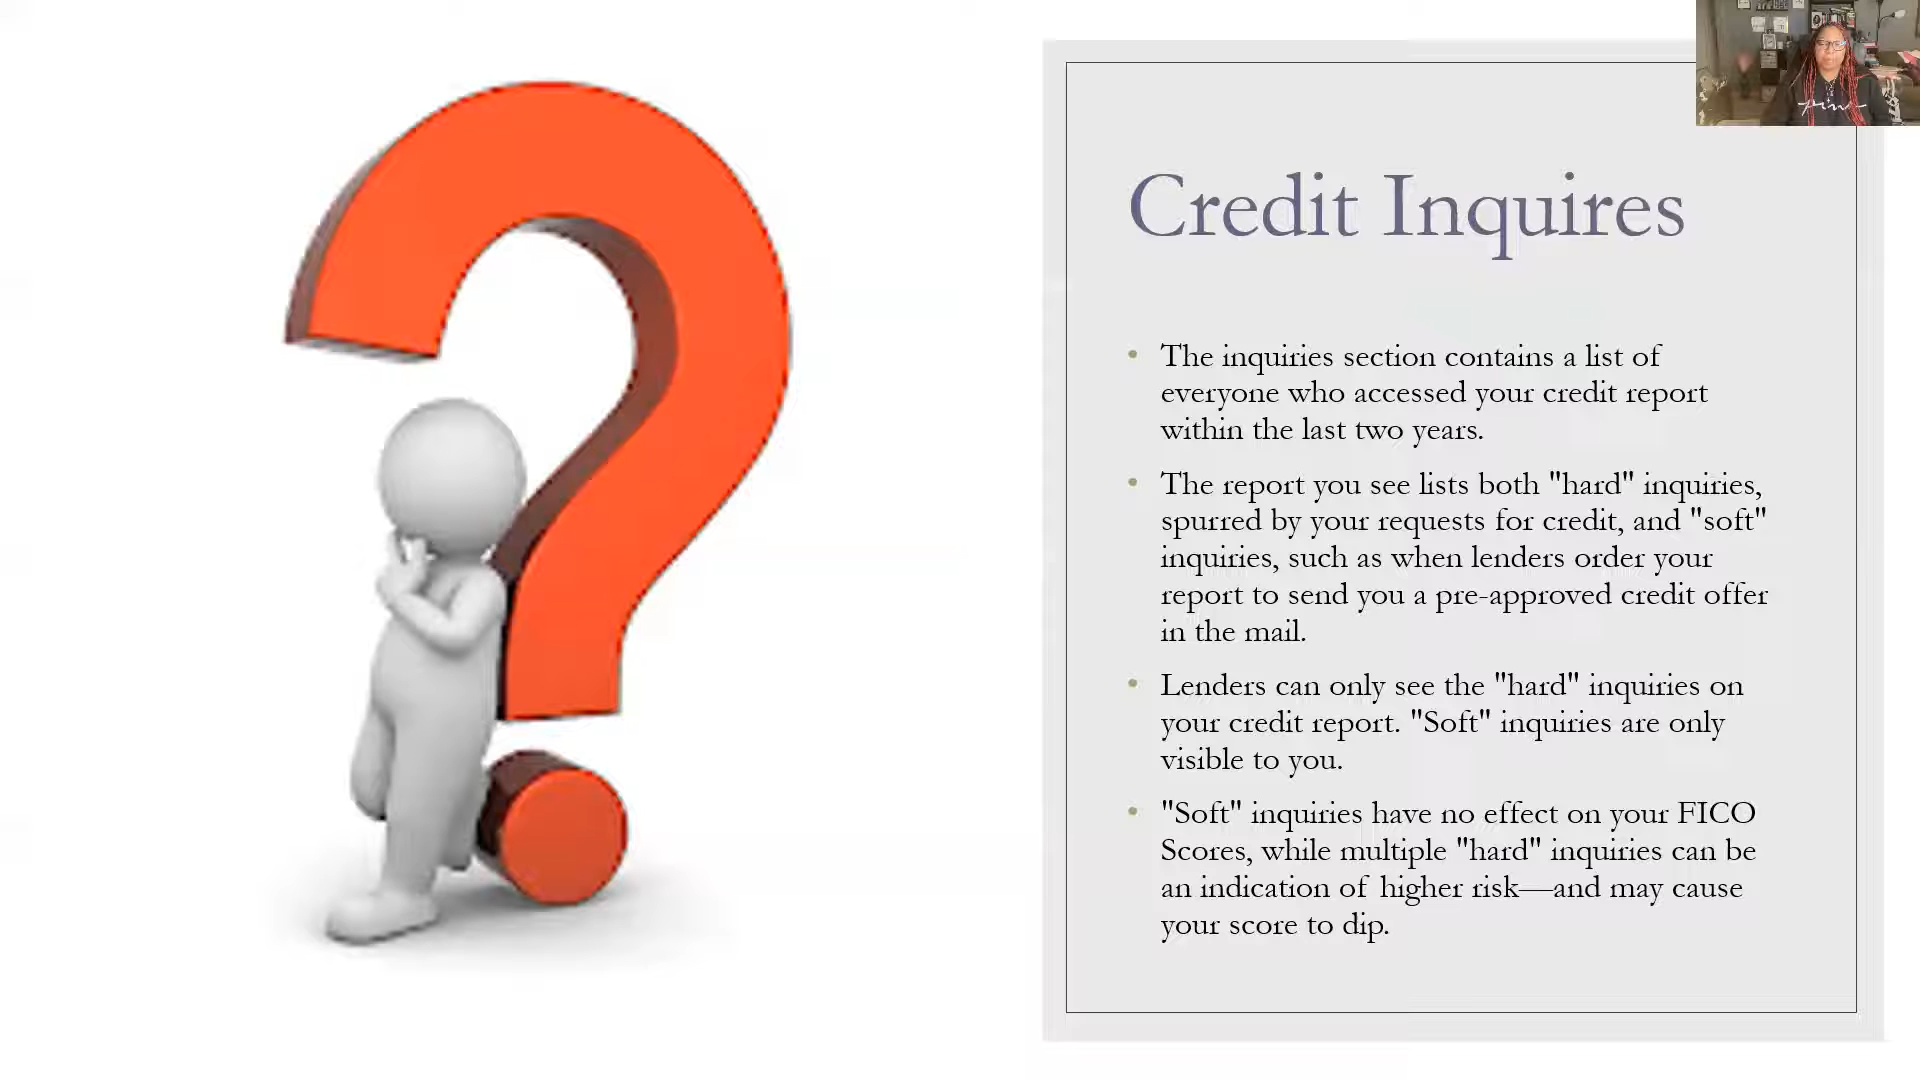 Credit Inquires
• The inquiries section contains a list of
everyone who accessed your credit report
within the last two years.
• The report you see lists both "hard" inquiries,
spurred by your requests for credit, and "soft"
inquiries, such as when lenders order your
report to send you a pre-approved credit offer
in the mail.
• Lenders can only see the "hard" inquiries on
your credit report. "Soft" inquiries are only
visible to you.
• "Soft" inquiries have no effect on your FICO
Scores, while multiple "hard" inquiries can be
an indication of higher risk—and may cause
your score to dip.